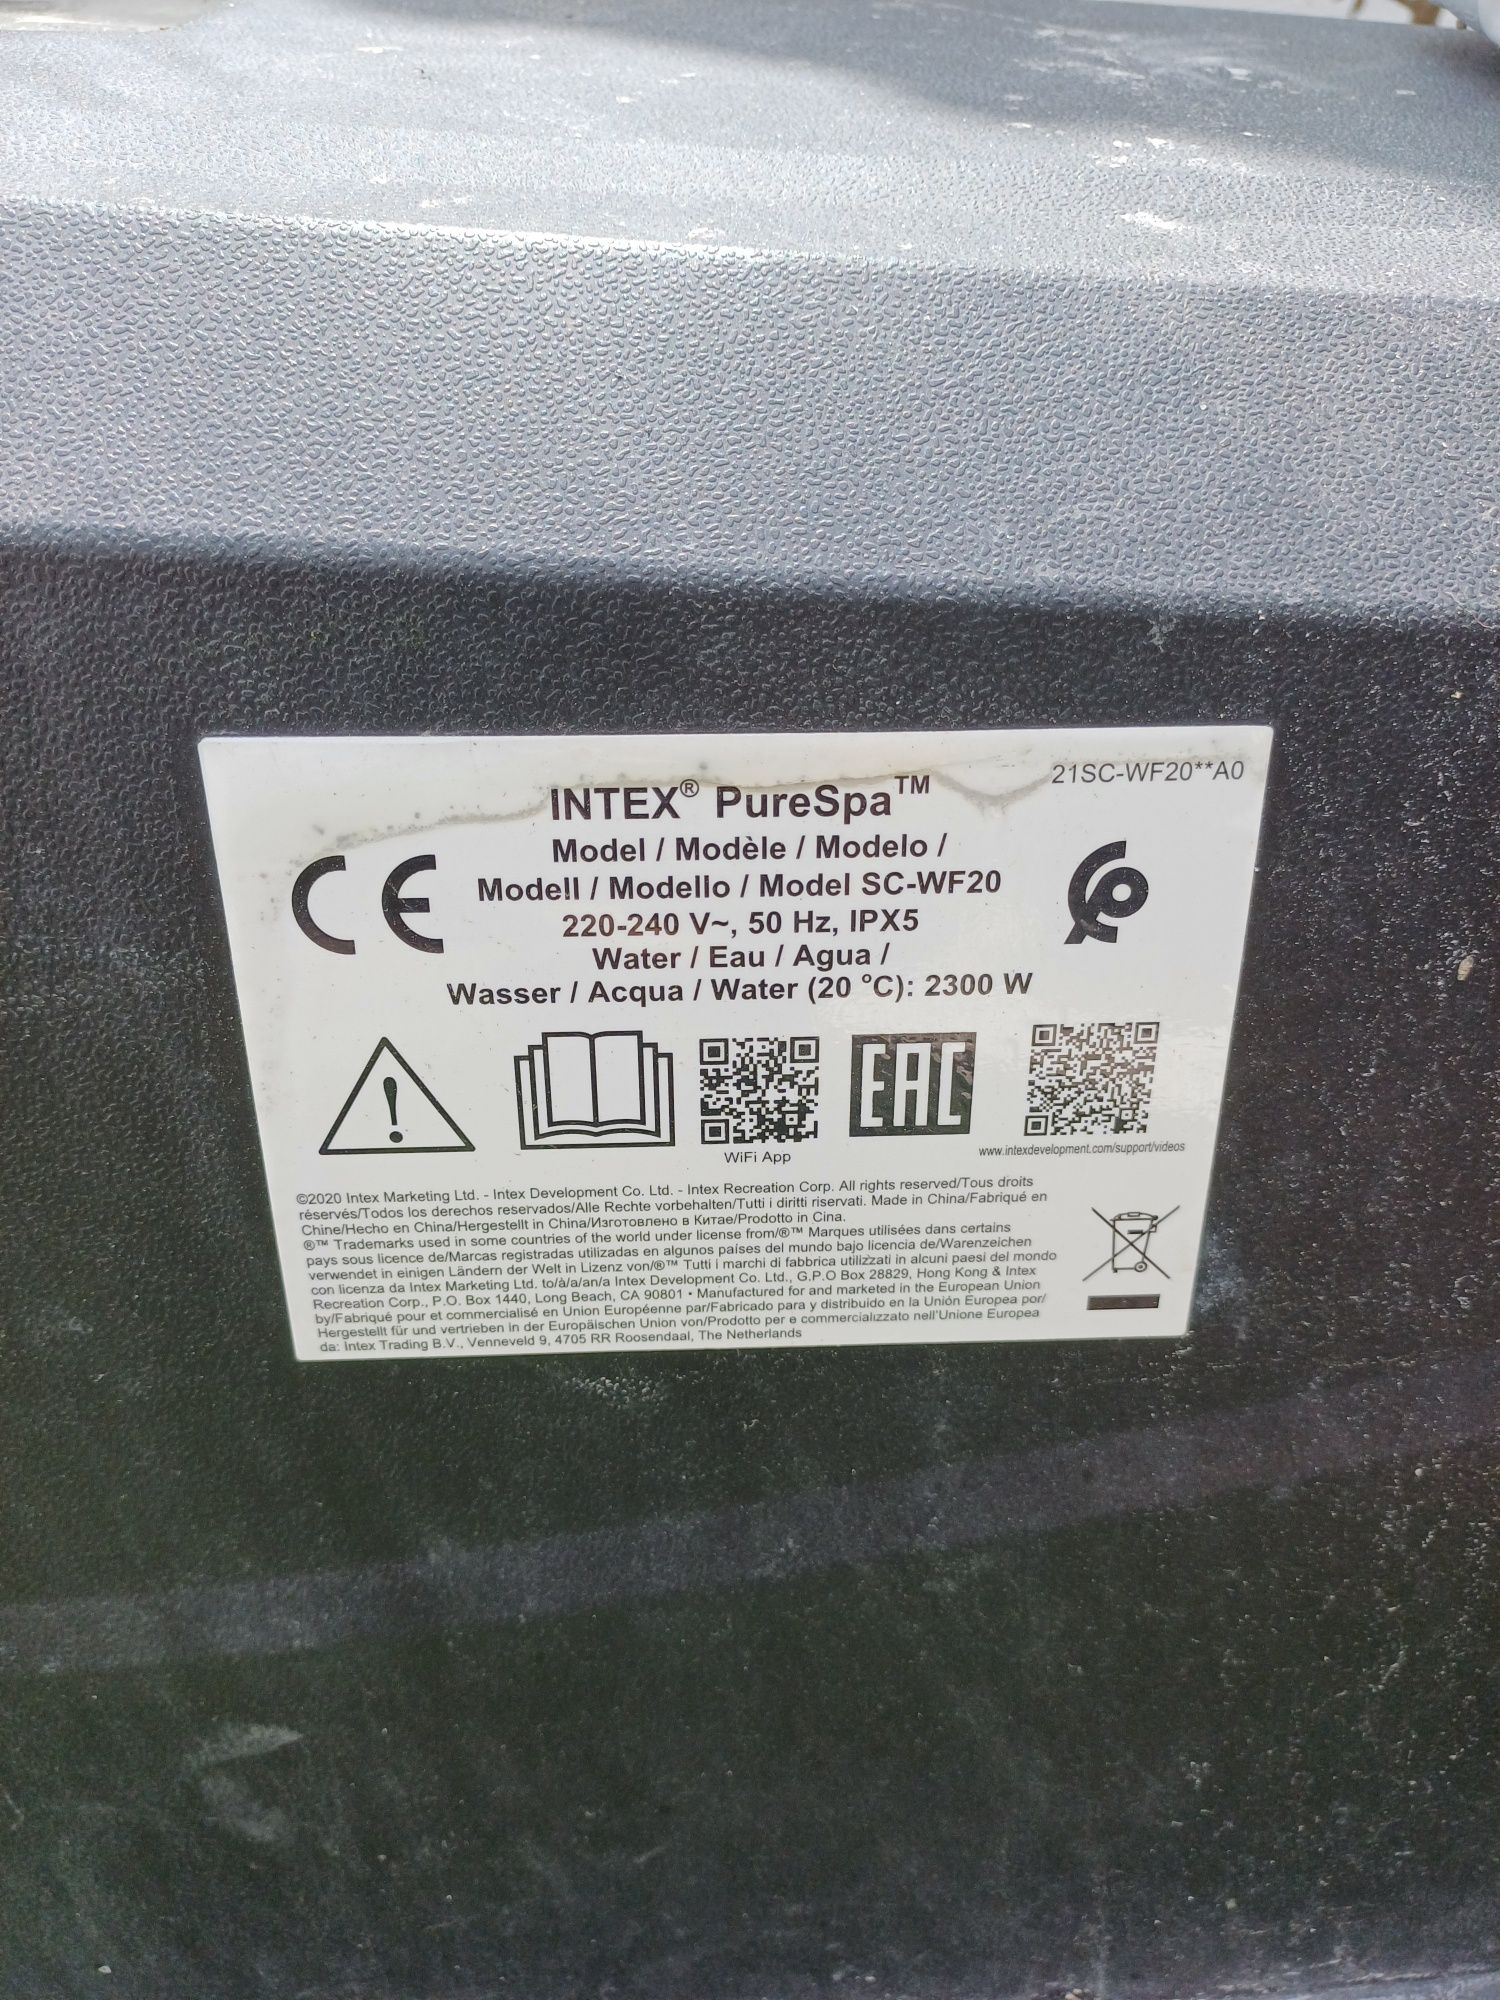 21SC-WF20**A0
INTEX® PureSpa™
Model / Modèle / Modelo /
Modell / Modello / Model SC-WF20
220-240 V~, 50 Hz, IPX5
Water / Eau / Agua /
Wasser / Acqua / Water (20 °C): 2300 W
CE
EAC
WiFi App
www.intexdevelopment.com/support/videos
©2020 Intex Marketing Ltd. - Intex Development Co. Ltd. - Intex Recreation Corp. All rights reserved/Tous droits
réservés/Todos los derechos reservados/Alle Rechte vorbehalten/Tutti i diritti riservati. Made in China/Fabriqué en
Chine/Hecho en China/Hergestellt in China/Изготовлено в Китае/Prodotto in Cina.
®™ Trademarks used in some countries of the world under license from/®™ Marques utilisées dans certains
pays sous licence de/Marcas registradas utilizadas en algunos países del mundo bajo licencia de/Warenzeichen
verwendet in einigen Ländern der Welt in Lizenz von/®™ Tutti i marchi di fabbrica utilizzati in alcuni paesi del mondo
con licenza da Intex Marketing Ltd. to/à/a/an/a Intex Development Co. Ltd., G.P.O Box 28829, Hong Kong & Intex
Recreation Corp., P.O. Box 1440, Long Beach, CA 90801 • Manufactured for and marketed in the European Union
by/Fabriqué pour et commercialisé en Union Européenne par/Fabricado para y distribuido en la Unión Europea por/
Hergestellt für und vertrieben in der Europäischen Union von/Prodotto per e commercializzato nell'Unione Europea
da: Intex Trading B.V., Venneveld 9, 4705 RR Roosendaal, The Netherlands